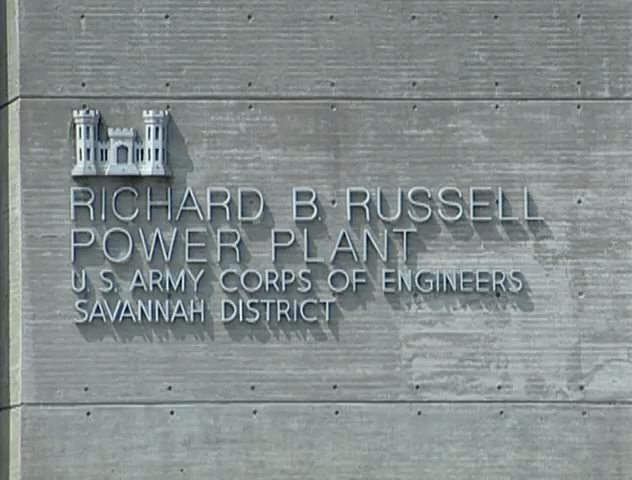 RICHARD B. RUSSELL
POWER PLANT
U.S. ARMY CORPS OF ENGINEERS
SAVANNAH DISTRICT